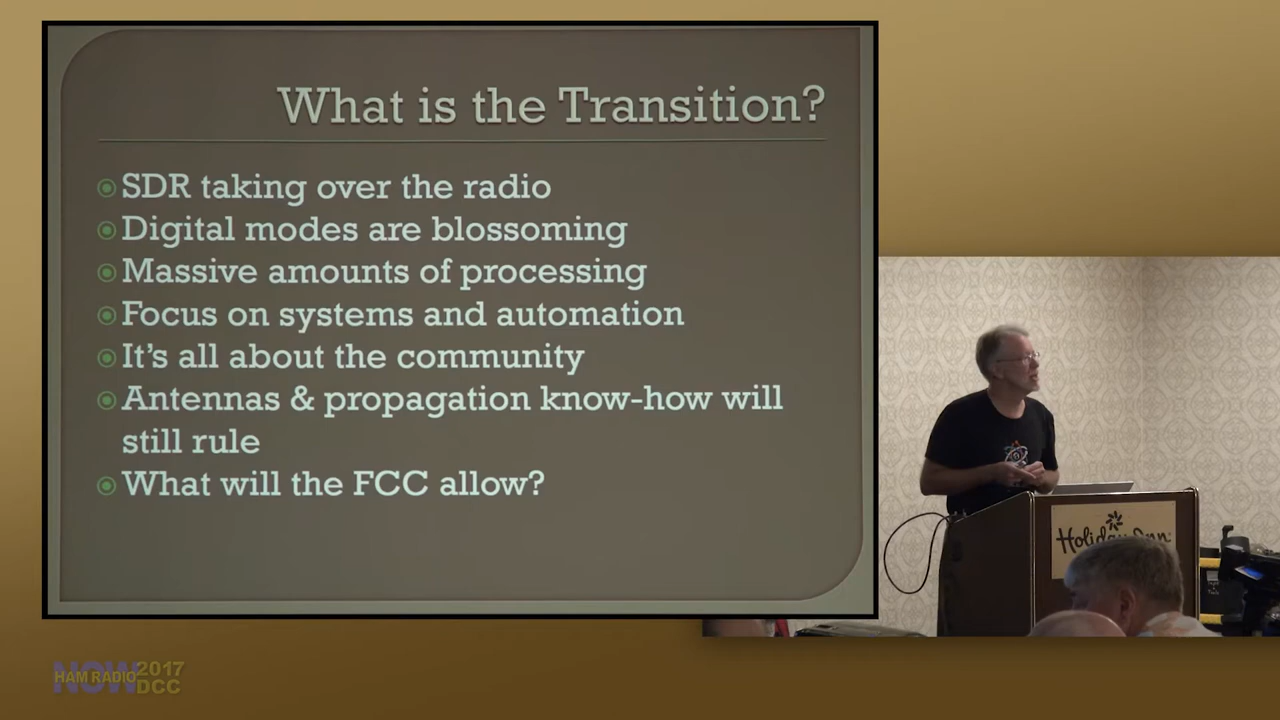 What is the Transition?
SDR taking over the radio
Digital modes are blossoming
Massive amounts of processing
Focus on systems and automation
It's all about the community
Antennas & propagation know-how will
still rule
What will the FCC allow?
Holiday Inn
NOW
HAM RADIO 2017
DCC